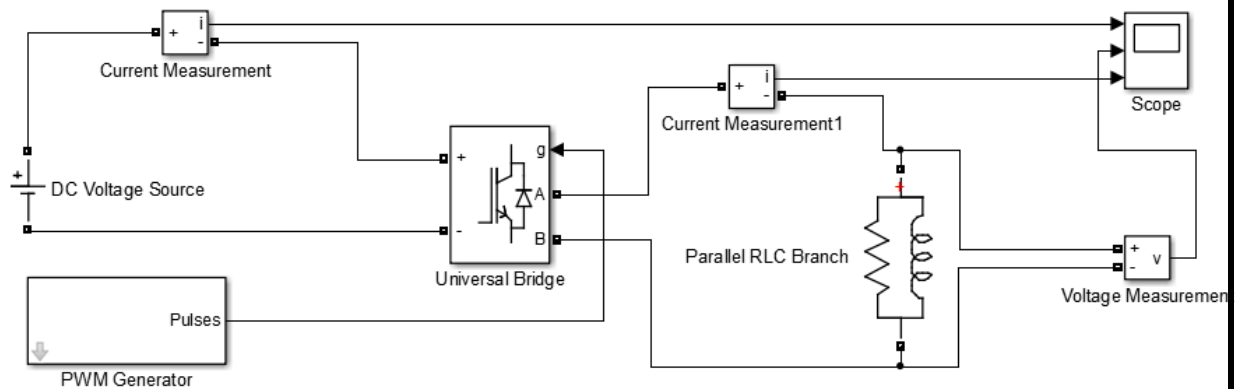 i
+
-
Current Measurement
i
+
-
Current Measurement1
Scope
+
DC Voltage Source
+
-
g
A
B
Universal Bridge
+
Parallel RLC Branch
+
-
v
Voltage Measuremen
Pulses
PWM Generator